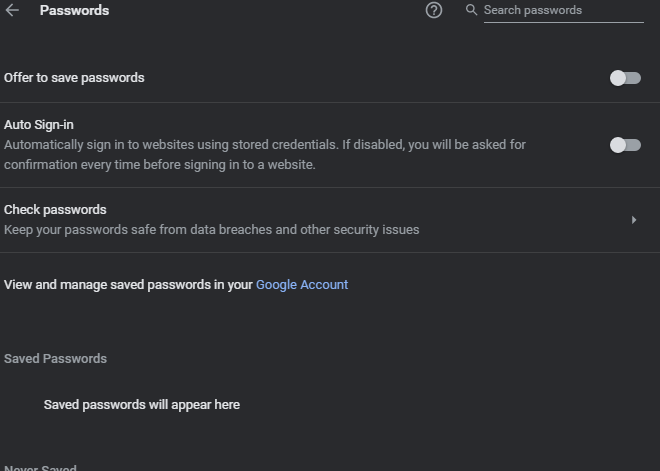 Passwords
Search passwords
Offer to save passwords
Auto Sign-in
Automatically sign in to websites using stored credentials. If disabled, you will be asked for
confirmation every time before signing in to a website.
Check passwords
Keep your passwords safe from data breaches and other security issues
View and manage saved passwords in your Google Account
Saved Passwords
Saved passwords will appear here
Never Saved